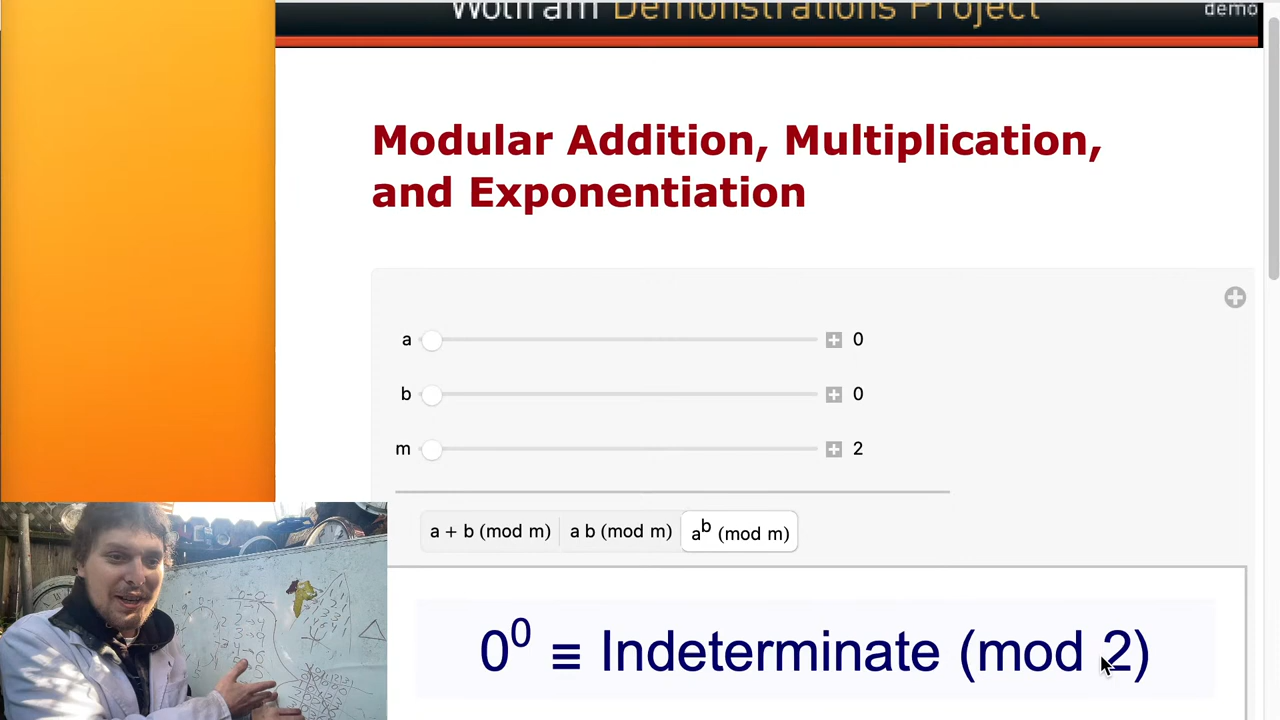 Wolfram Demonstrations Project
demo
Modular Addition, Multiplication,
and Exponentiation
a 0
b 0
m 2
a + b (mod m) a b (mod m) a^b (mod m)
0^0 ≡ Indeterminate (mod 2)